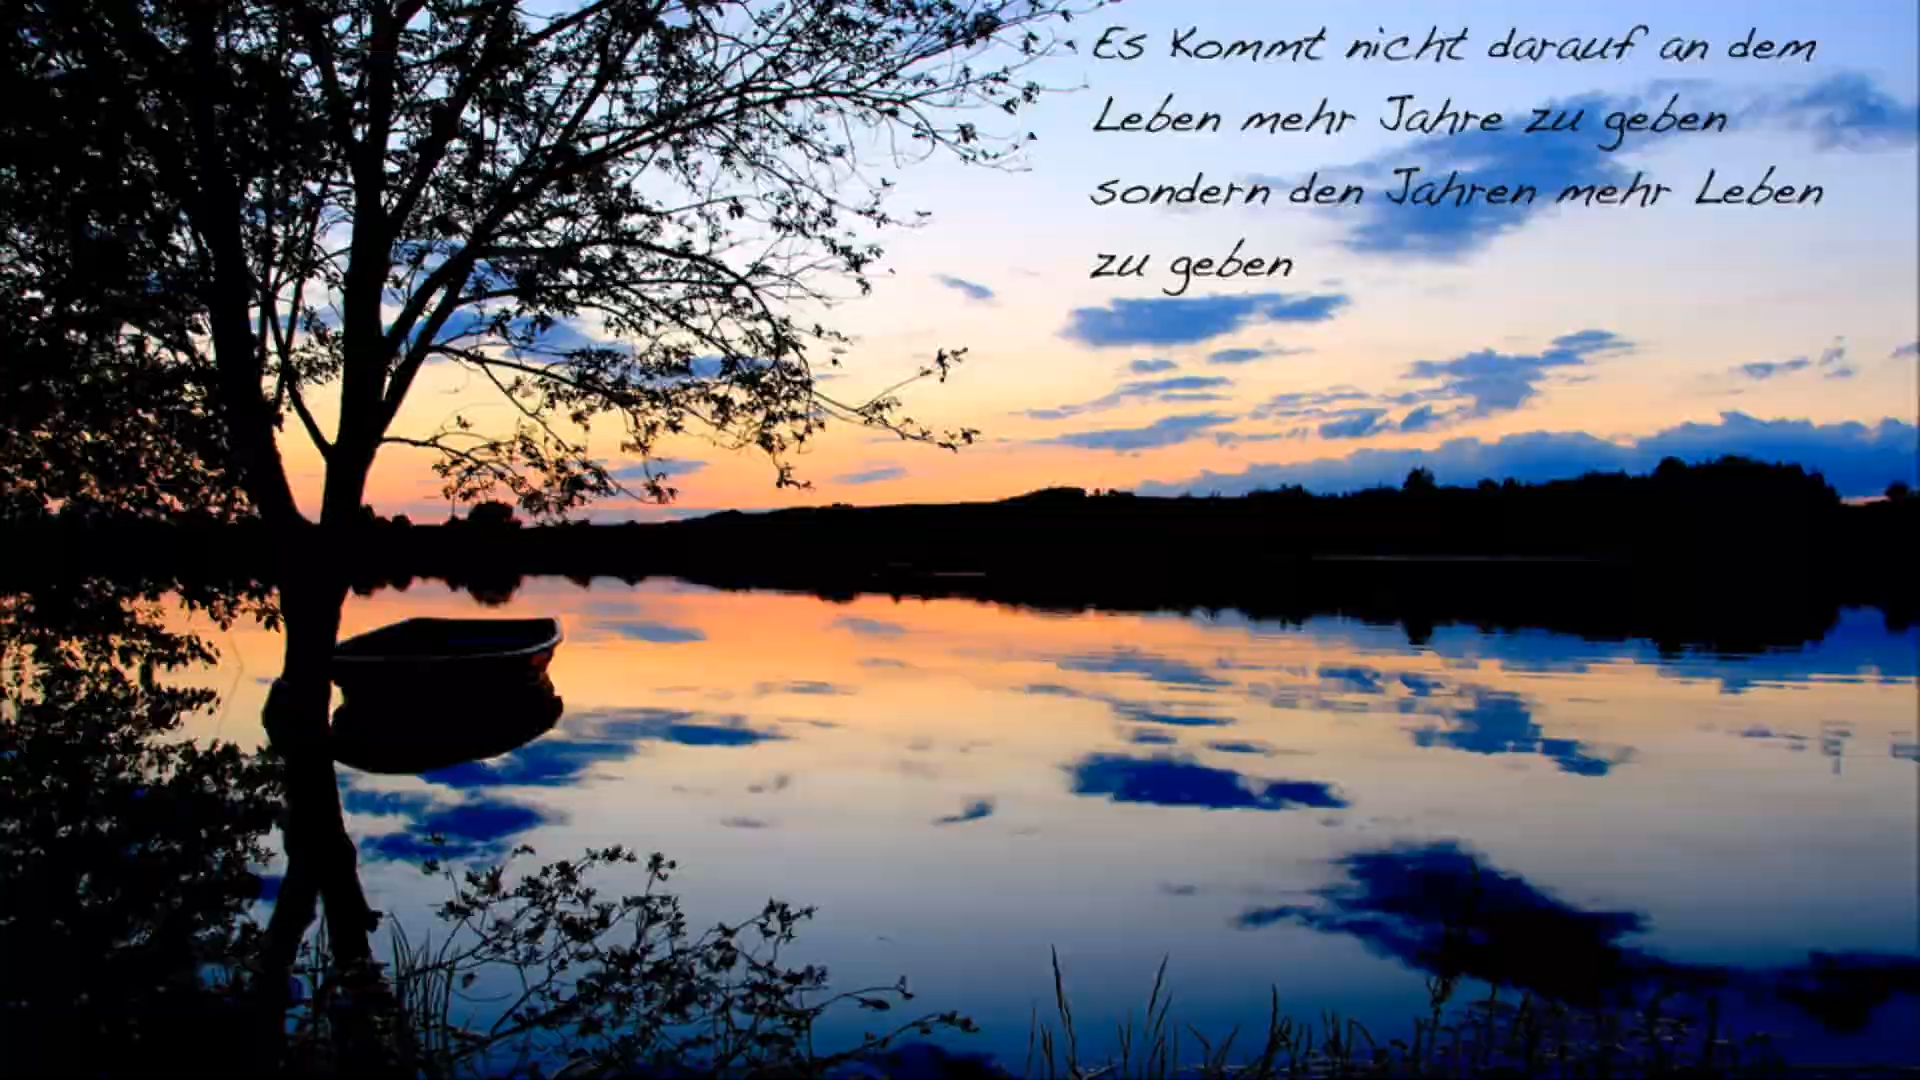 Es Kommt nicht darauf an dem
Leben mehr Jahre zu geben
sondern den Jahren mehr Leben
zu geben